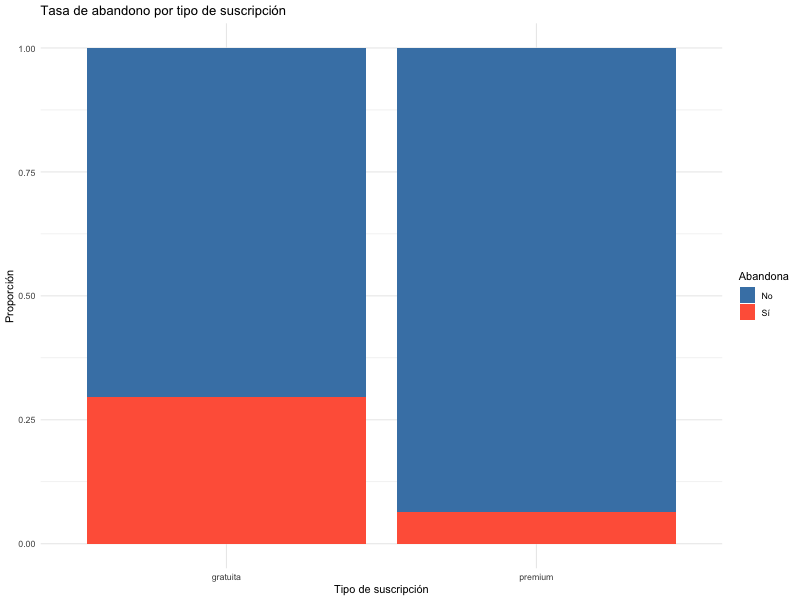 Tasa de abandono por tipo de suscripción
1.00
0.75
0.50
0.25
0.00
Proporción
gratuita
premium
Tipo de suscripción
Abandona
No
Sí